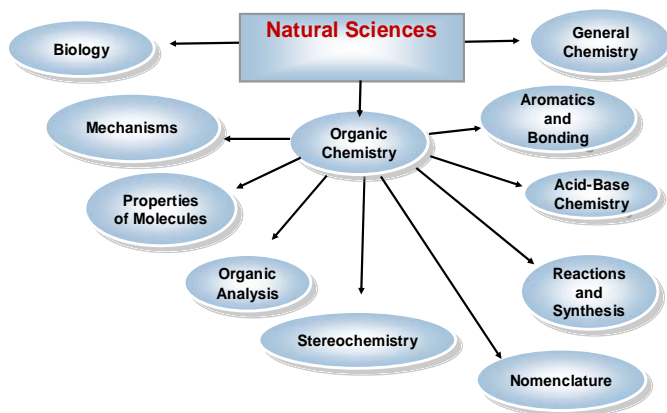 Natural Sciences
Biology
General
Chemistry
Organic
Chemistry
Mechanisms
Aromatics
and
Bonding
Properties
of Molecules
Acid-Base
Chemistry
Organic
Analysis
Reactions
and
Synthesis
Stereochemistry
Nomenclature